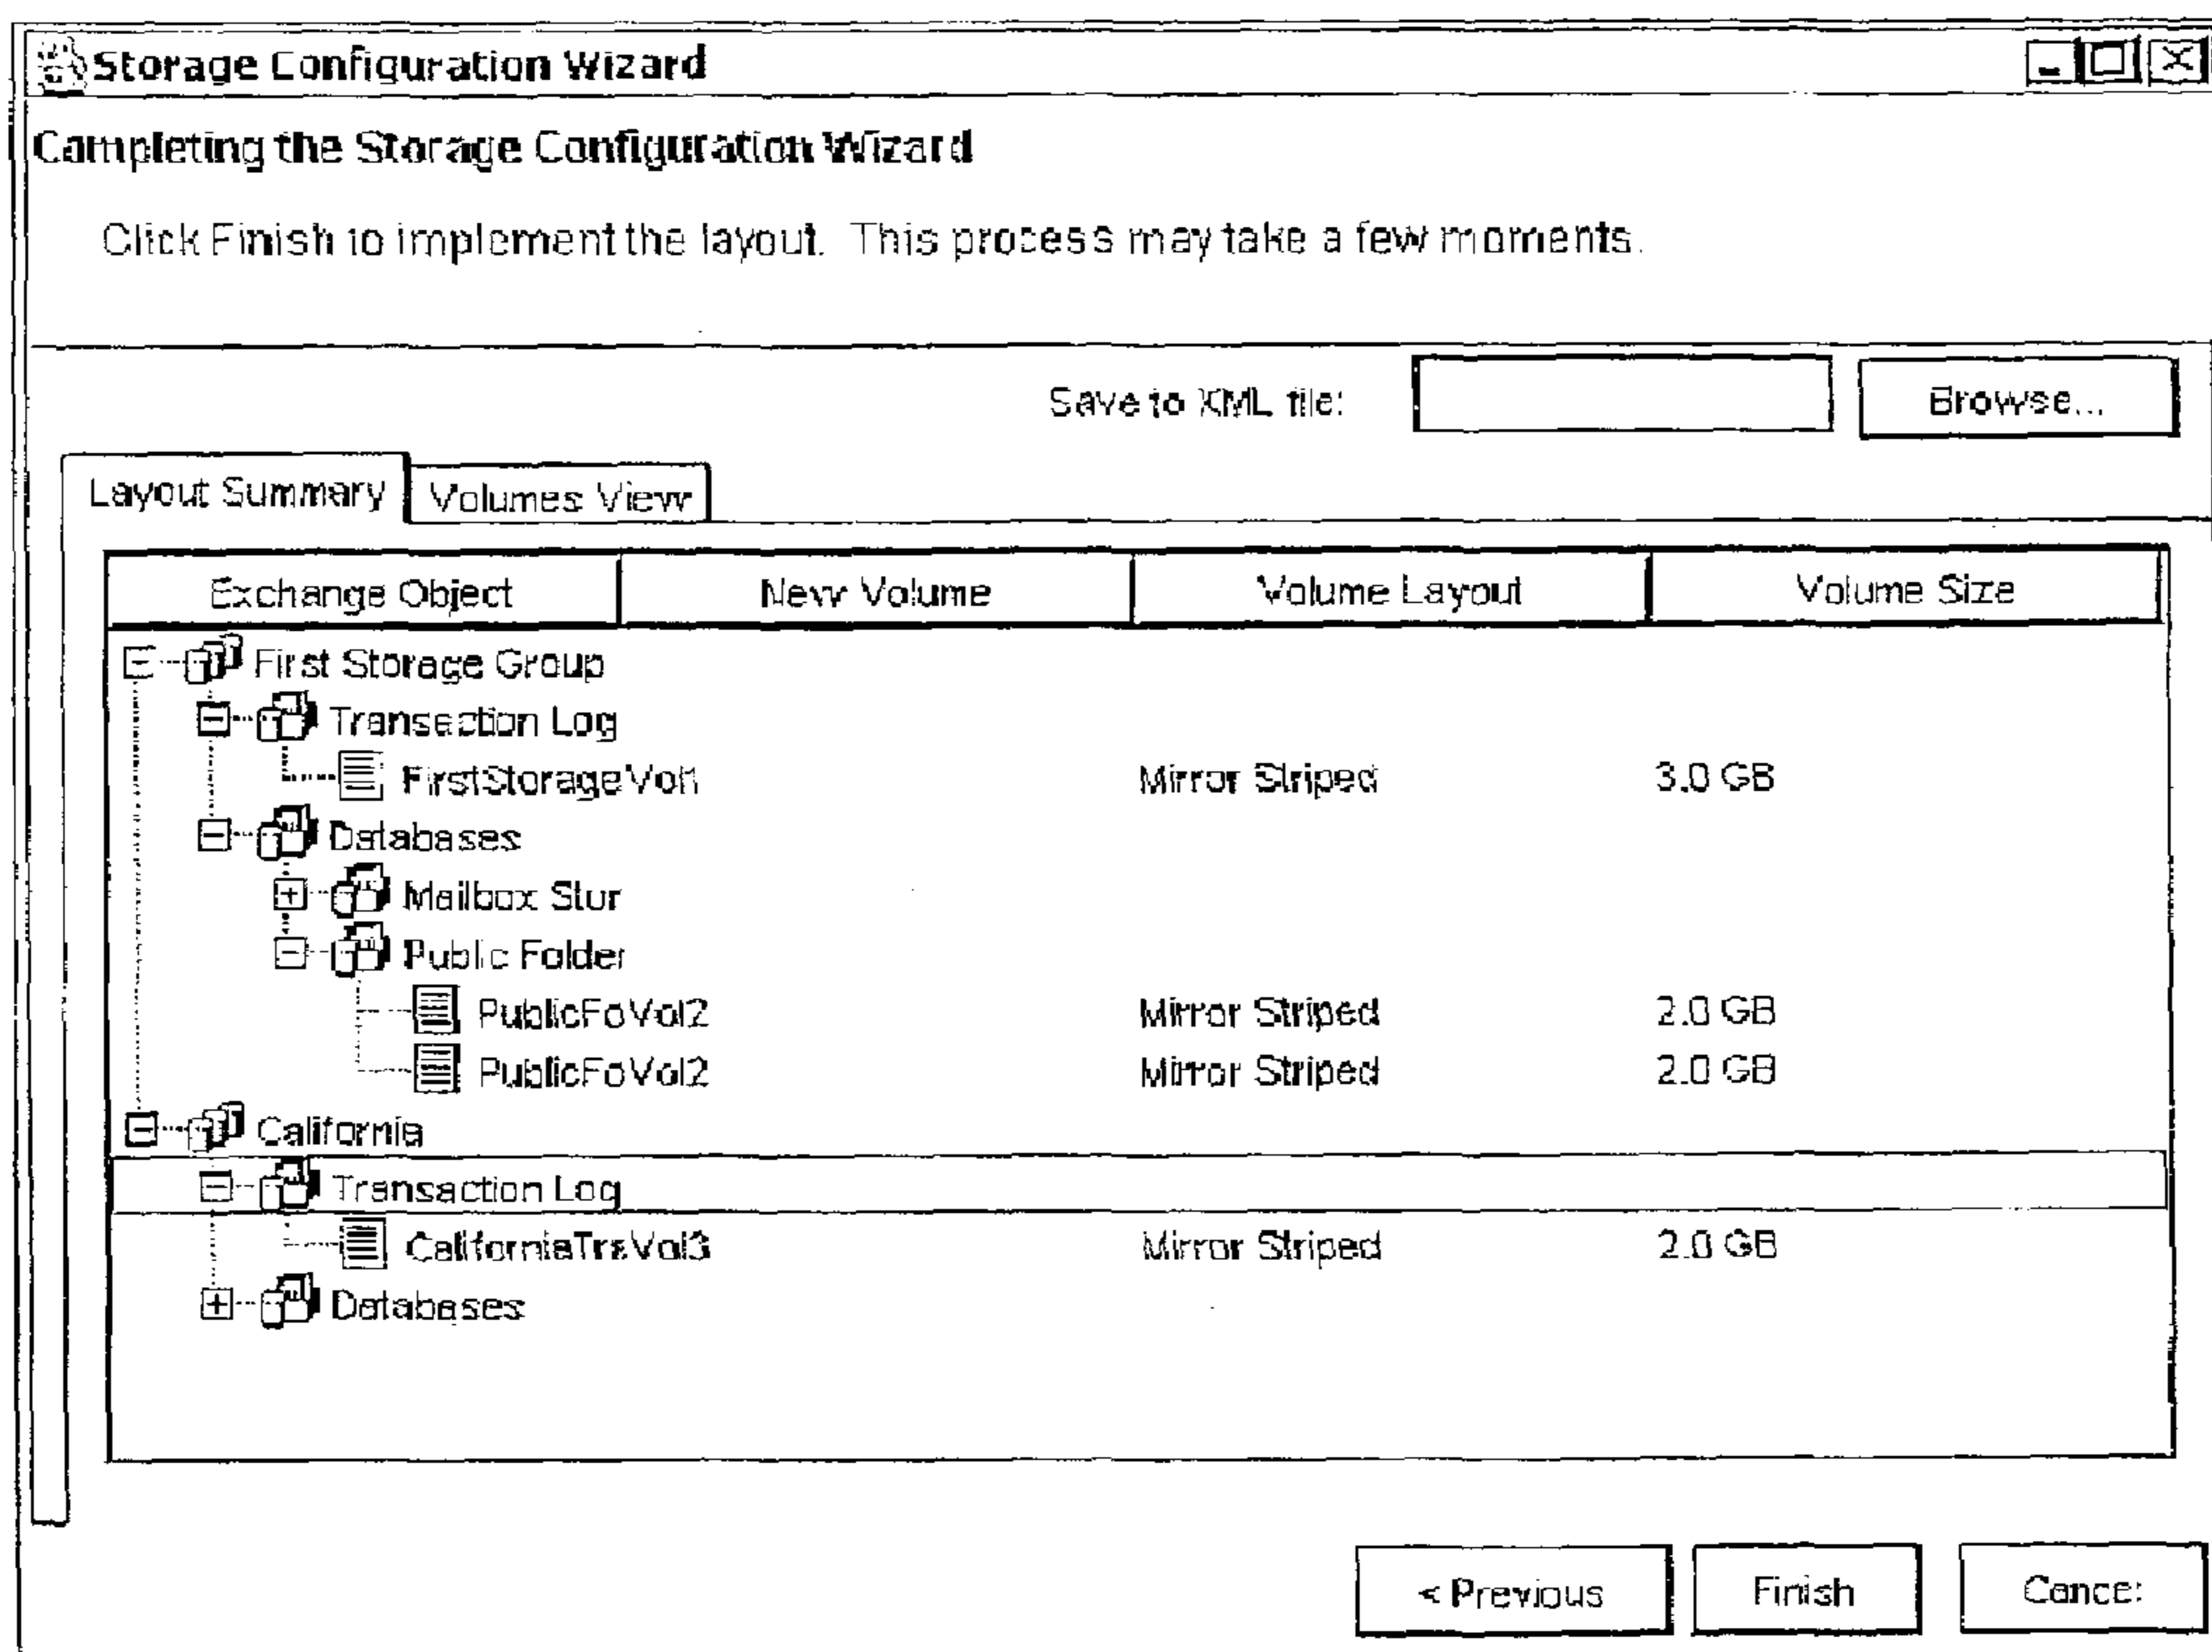 Storage Configuration Wizard
Completing the Storage Configuration Wizard
Click Finish to implement the layout. This process may take a few moments.
Save to XML file: Browse...
Layout Summary Volumes View
Exchange Object New Volume Volume Layout Volume Size
First Storage Group
Transaction Log
Mirror Striped 3.0 GB
Databases
Mailbox
Public Folder
PublicFoVol2 Mirror Striped 2.0 GB
PublicFoVol2 Mirror Striped 2.0 GB
California
Transaction Log
CaliforniaTrsVol3 Mirror Striped 2.0 GB
Databases
< Previous Finish Cancel